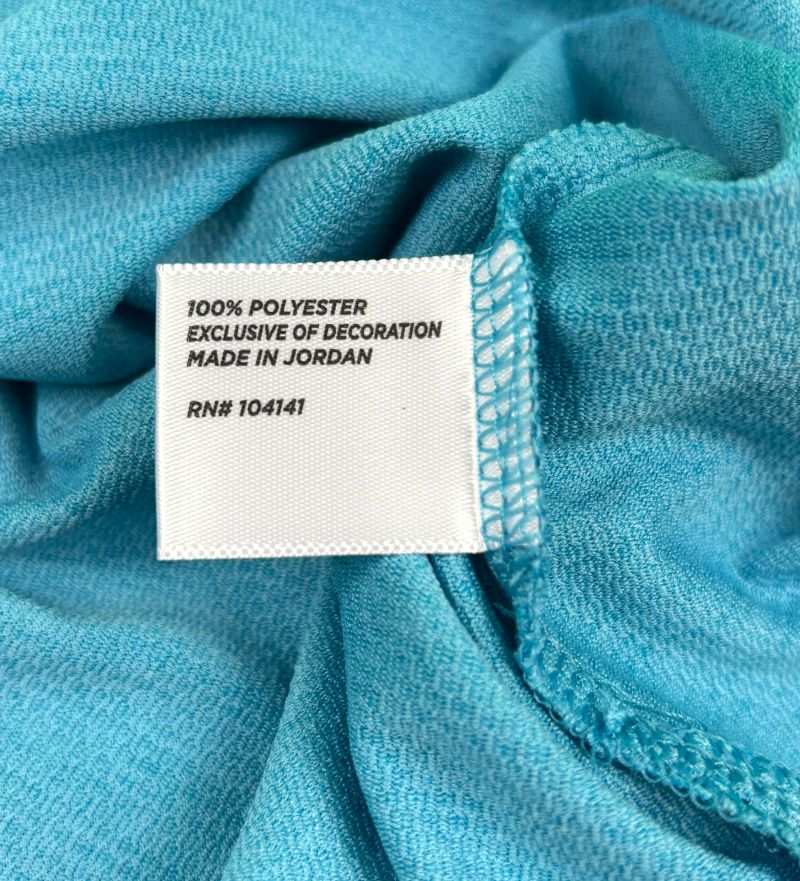 100% POLYESTER
EXCLUSIVE OF DECORATION
MADE IN JORDAN
RN# 104141